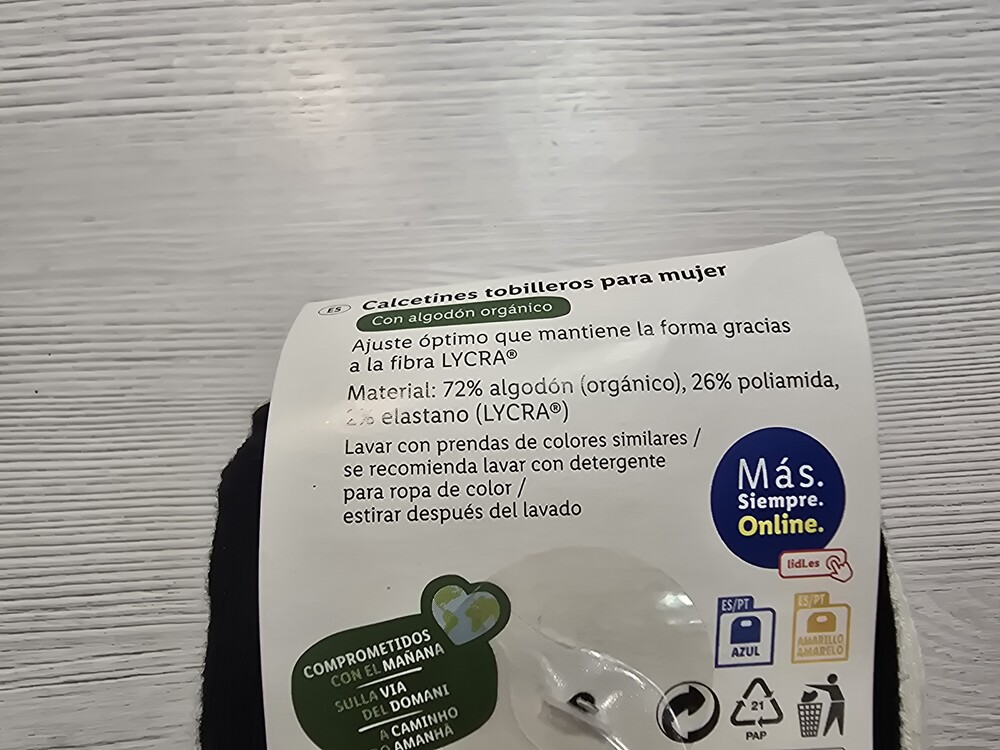 ES Calcetines tobilleros para mujer
Con algodón orgánico
Ajuste óptimo que mantiene la forma gracias
a la fibra LYCRA®
Material: 72% algodón (orgánico), 26% poliamida,
2% elastano (LYCRA®)
Lavar con prendas de colores similares /
se recomienda lavar con detergente
para ropa de color /
estirar después del lavado
Más.
Siempre.
Online.
lidl.es
ES/PT
AZUL
ES/PT
AMARILLO
AMARELO
COMPROMETIDOS
CON EL MAÑANA
SULLA VIA
DEL DOMANI
A CAMINHO
AMANHÃ
21
PAP